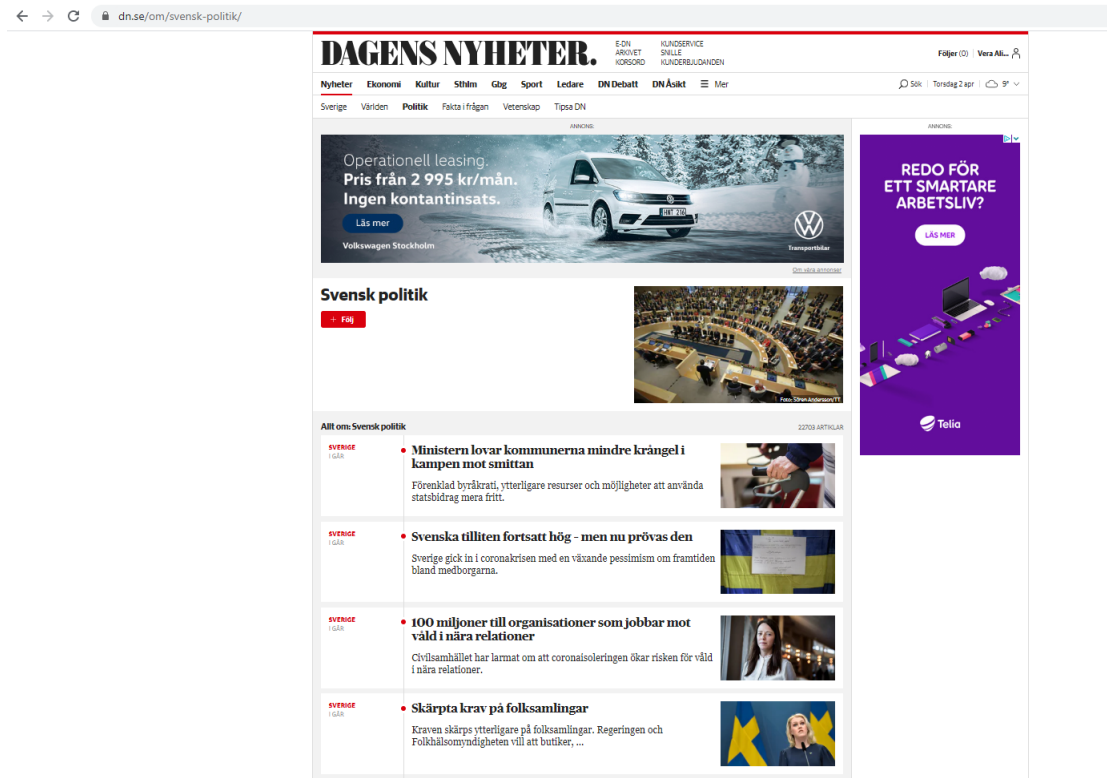 dn.se/om/svensk-politik/
DAGENS NYHETER.
E-DN
ARKIVET
KORSORD
KUNDSERVICE
SNILLE
KUNDERBJUDANDEN
Följer (0) Vera Ali...
Nyheter Ekonomi Kultur Sthlm Gbg Sport Ledare DN Debatt DN Åsikt Mer
Sök Torsdag 2 apr 9°
Sverige Världen Politik Fakta i frågan Vetenskap Tipsa DN
ANNONS:
Operationell leasing.
Pris från 2 995 kr/mån.
Ingen kontantinsats.
Läs mer
Volkswagen Stockholm
Transportbilar
Om våra annonser
ANNONS:
REDO FÖR
ETT SMARTARE
ARBETSLIV?
LÄS MER
Telia
Svensk politik
+ Följ
Foto: Sören Andersson/TT
Allt om: Svensk politik
22703 ARTIKLAR
SVERIGE
I GÅR
Ministern lovar kommunerna mindre krångel i
kampen mot smittan
Förenklad byråkrati, ytterligare resurser och möjligheter att använda
statsbidrag mera fritt.
SVERIGE
I GÅR
Svenska tilliten fortsatt hög – men nu prövas den
Sverige gick in i coronakrisen med en växande pessimism om framtiden
bland medborgarna.
SVERIGE
I GÅR
100 miljoner till organisationer som jobbar mot
våld i nära relationer
Civilsamhället har larmat om att coronaisoleringen ökar risken för våld
i nära relationer.
SVERIGE
I GÅR
Skärpta krav på folksamlingar
Kraven skärps ytterligare på folksamlingar. Regeringen och
Folkhälsomyndigheten vill att butiker, ...